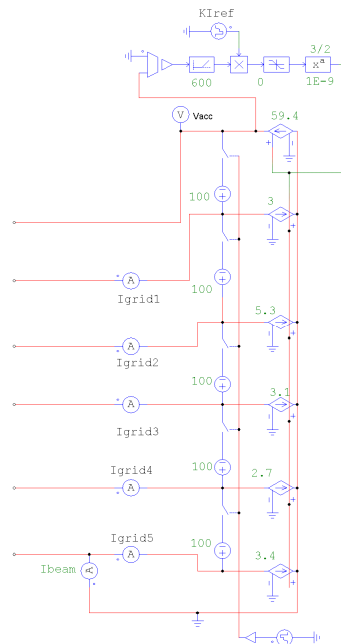 KIref
3/2
x^a
600
0
1E-9
V
Vacc
59.4
100
3
A
Igrid1
100
5.3
A
Igrid2
100
3.1
A
Igrid3
100
2.7
A
Igrid4
100
A
Igrid5
3.4
Ibeam
A